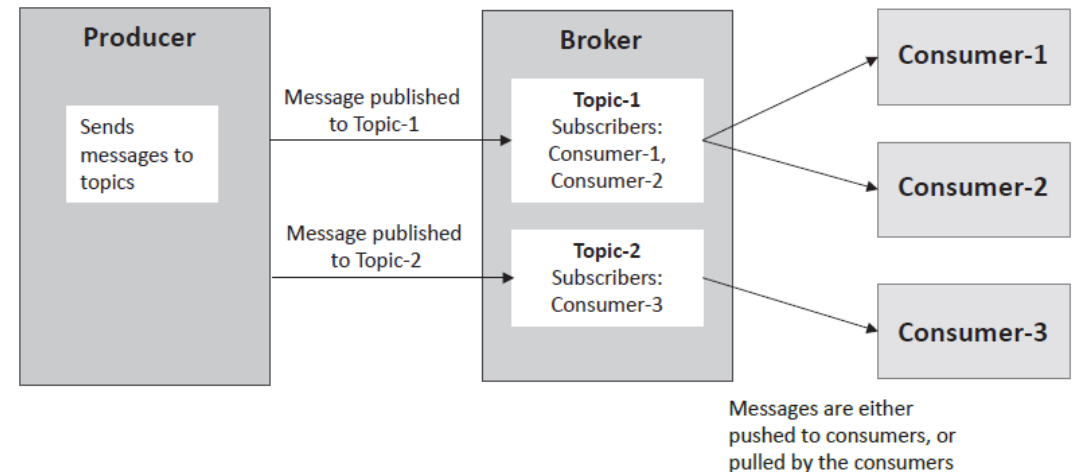 Producer
Sends
messages to
topics
Message published
to Topic-1
Message published
to Topic-2
Broker
Topic-1
Subscribers:
Consumer-1,
Consumer-2
Topic-2
Subscribers:
Consumer-3
Consumer-1
Consumer-2
Consumer-3
Messages are either
pushed to consumers, or
pulled by the consumers